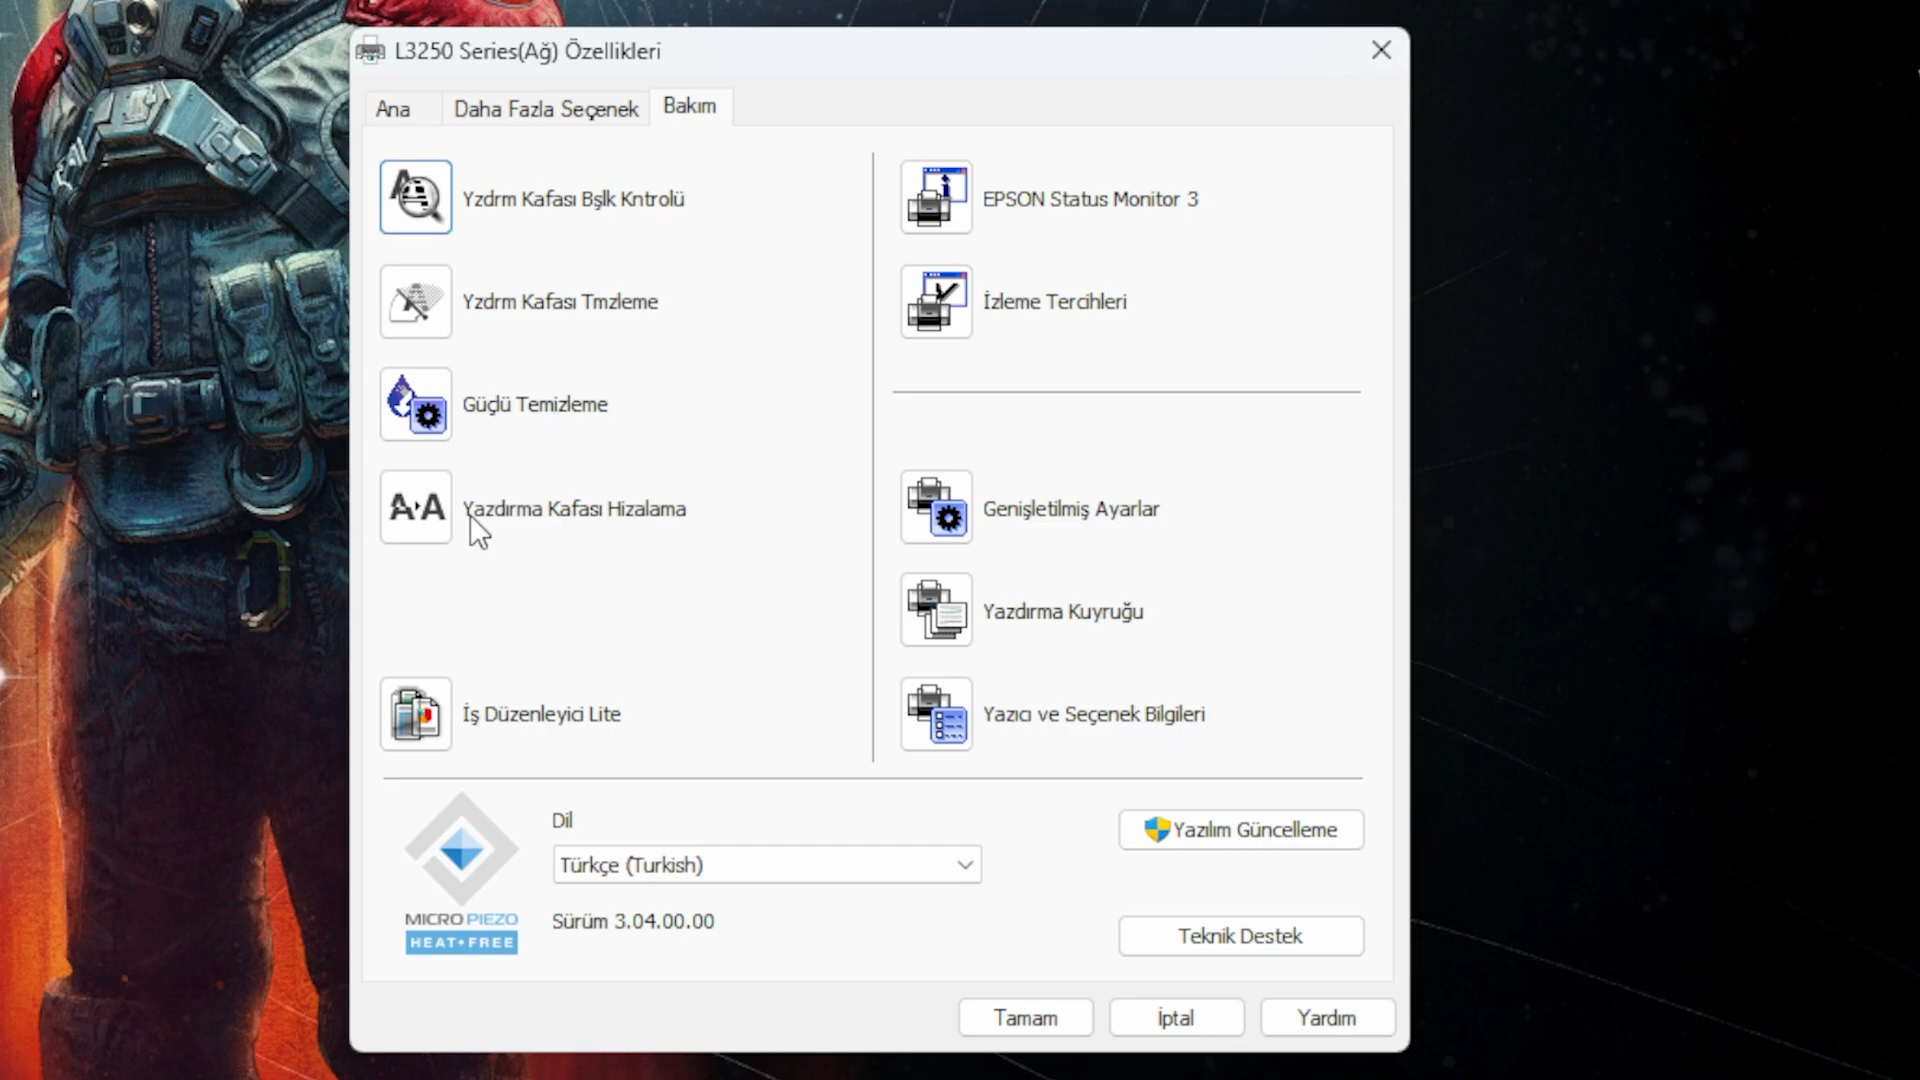 L3250 Series(Ağ) Özellikleri
Ana
Daha Fazla Seçenek
Bakım
Yzdrm Kafası Bşlk Kntrolü
Yzdrm Kafası Tmzleme
Güçlü Temizleme
Yazdırma Kafası Hizalama
İş Düzenleyici Lite
EPSON Status Monitor 3
İzleme Tercihleri
Genişletilmiş Ayarlar
Yazdırma Kuyruğu
Yazıcı ve Seçenek Bilgileri
MICRO PIEZO
HEAT•FREE
Dil
Türkçe (Turkish)
Sürüm 3.04.00.00
Yazılım Güncelleme
Teknik Destek
Tamam
İptal
Yardım